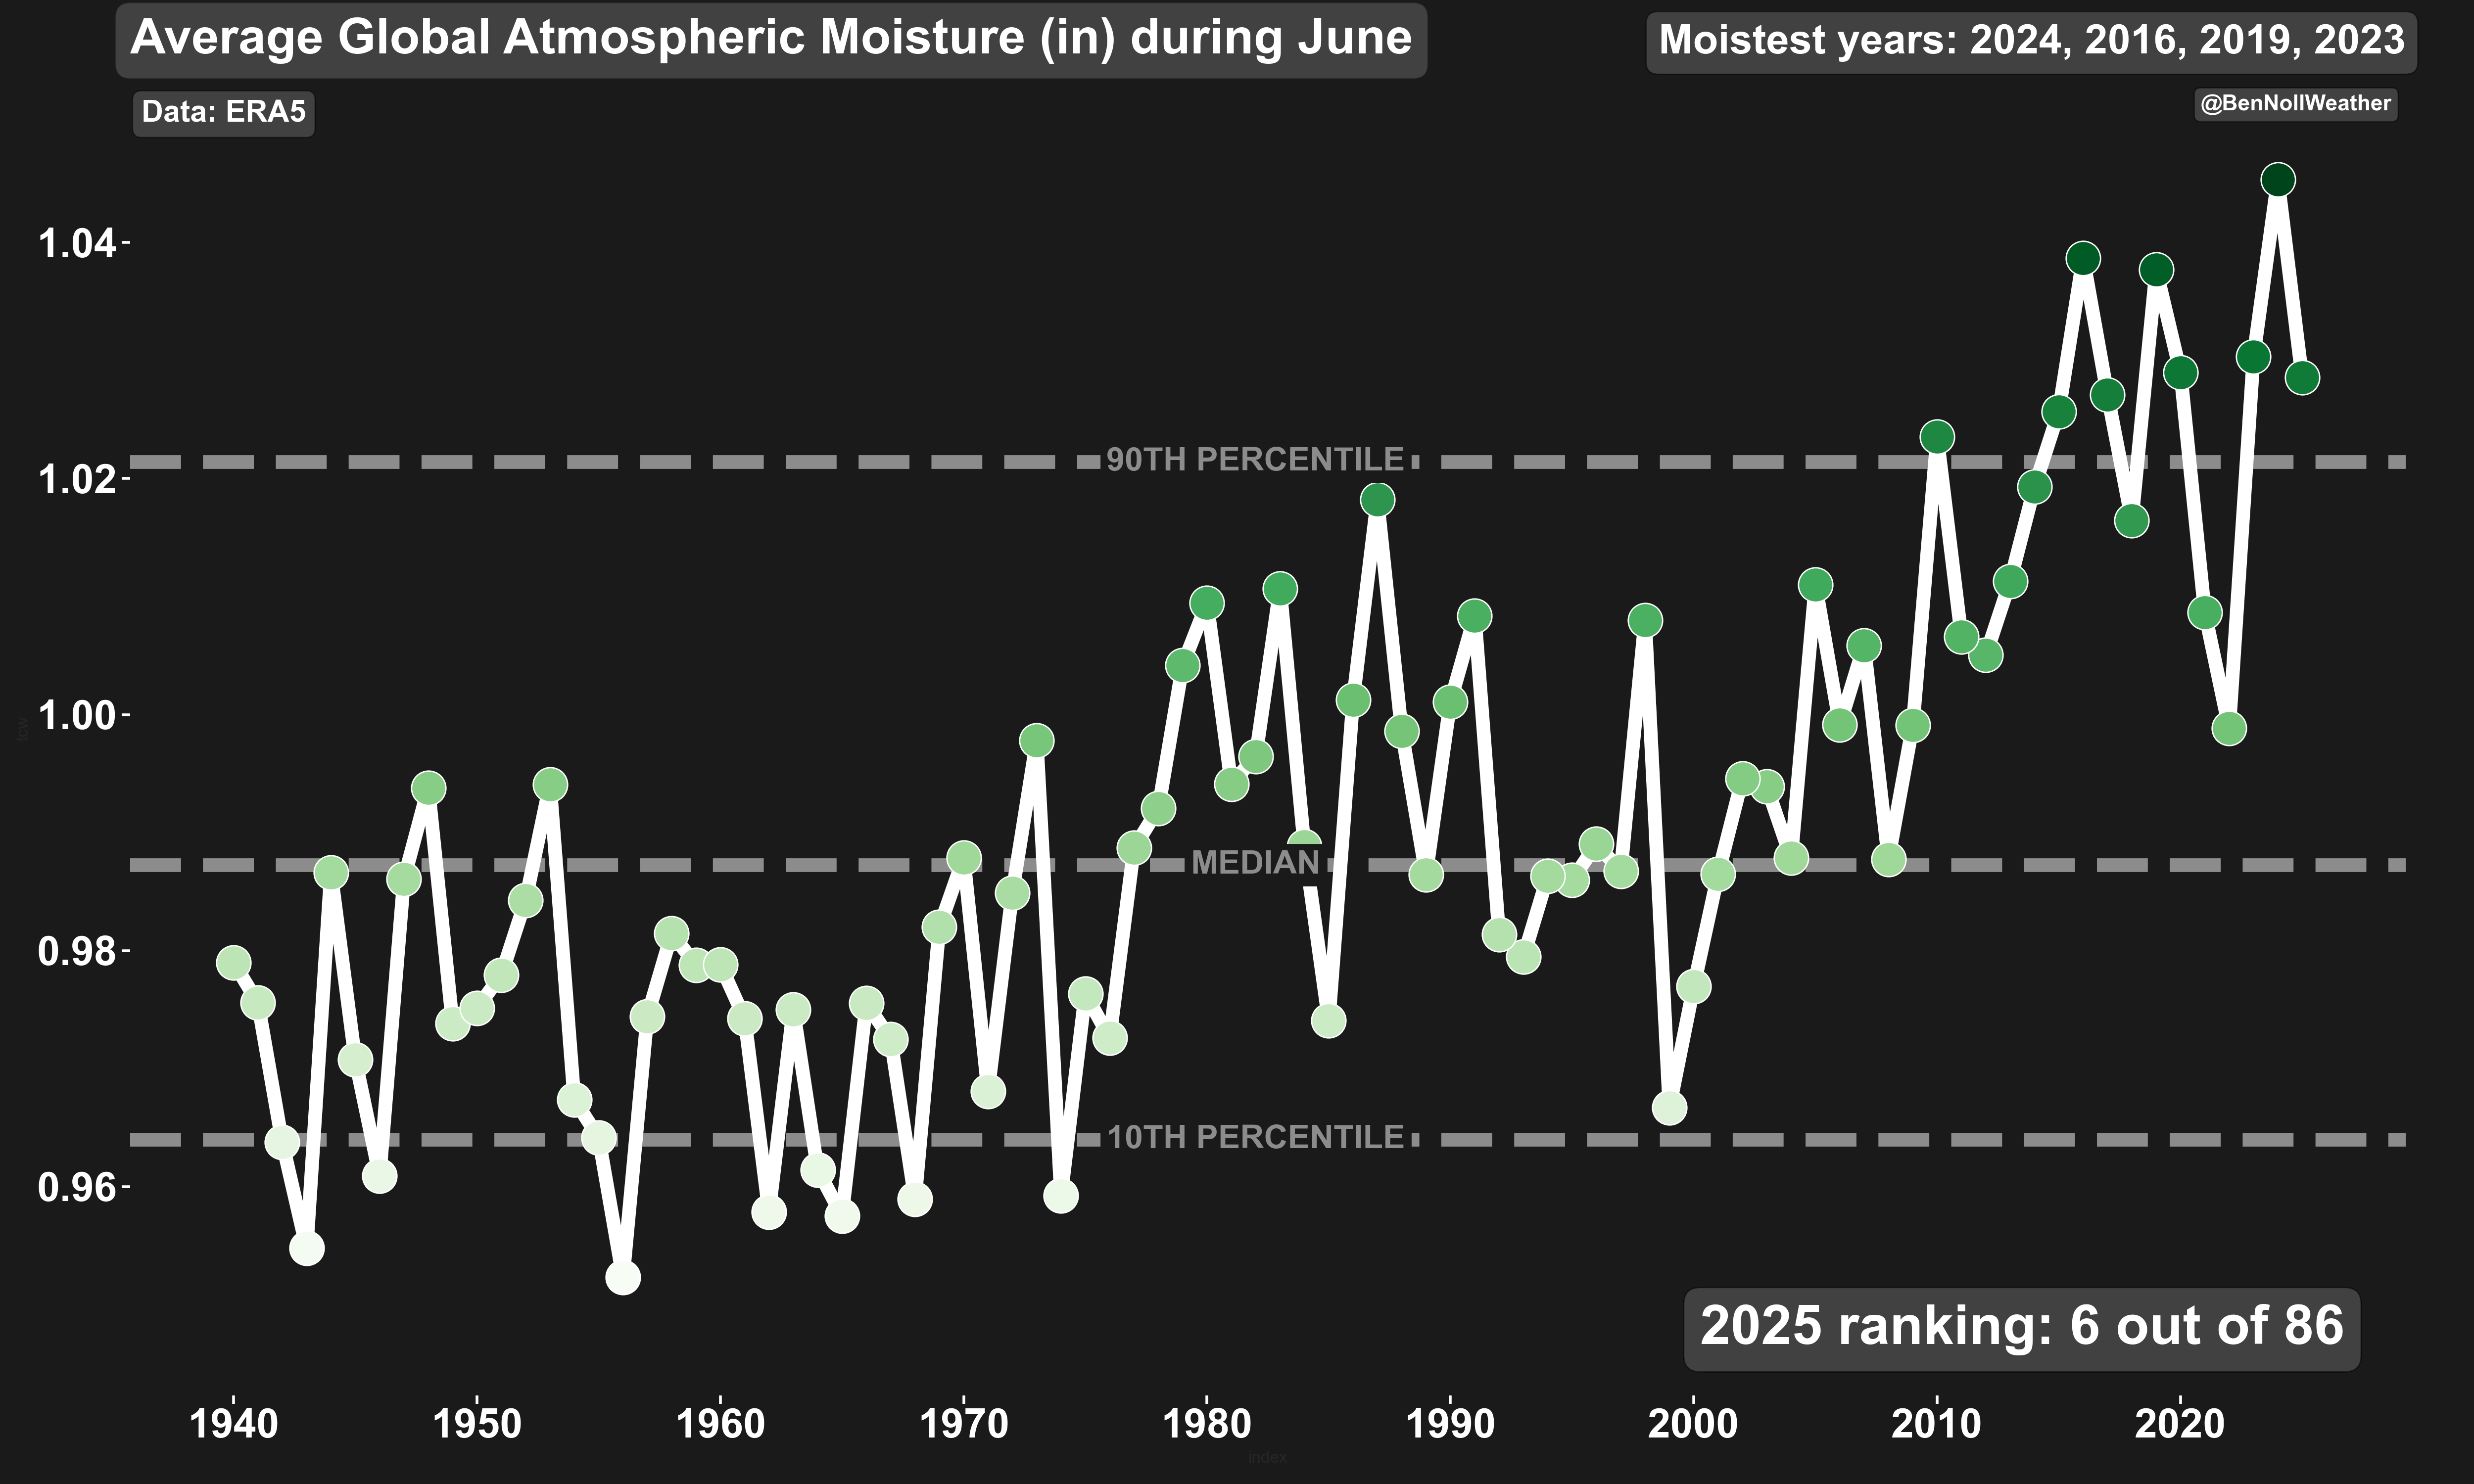 Average Global Atmospheric Moisture (in) during June
Moistest years: 2024, 2016, 2019, 2023
Data: ERA5
@BenNollWeather
1.04
1.02
1.00
0.98
0.96
tcw
90TH PERCENTILE
MEDIAN
10TH PERCENTILE
2025 ranking: 6 out of 86
1940 1950 1960 1970 1980 1990 2000 2010 2020
index